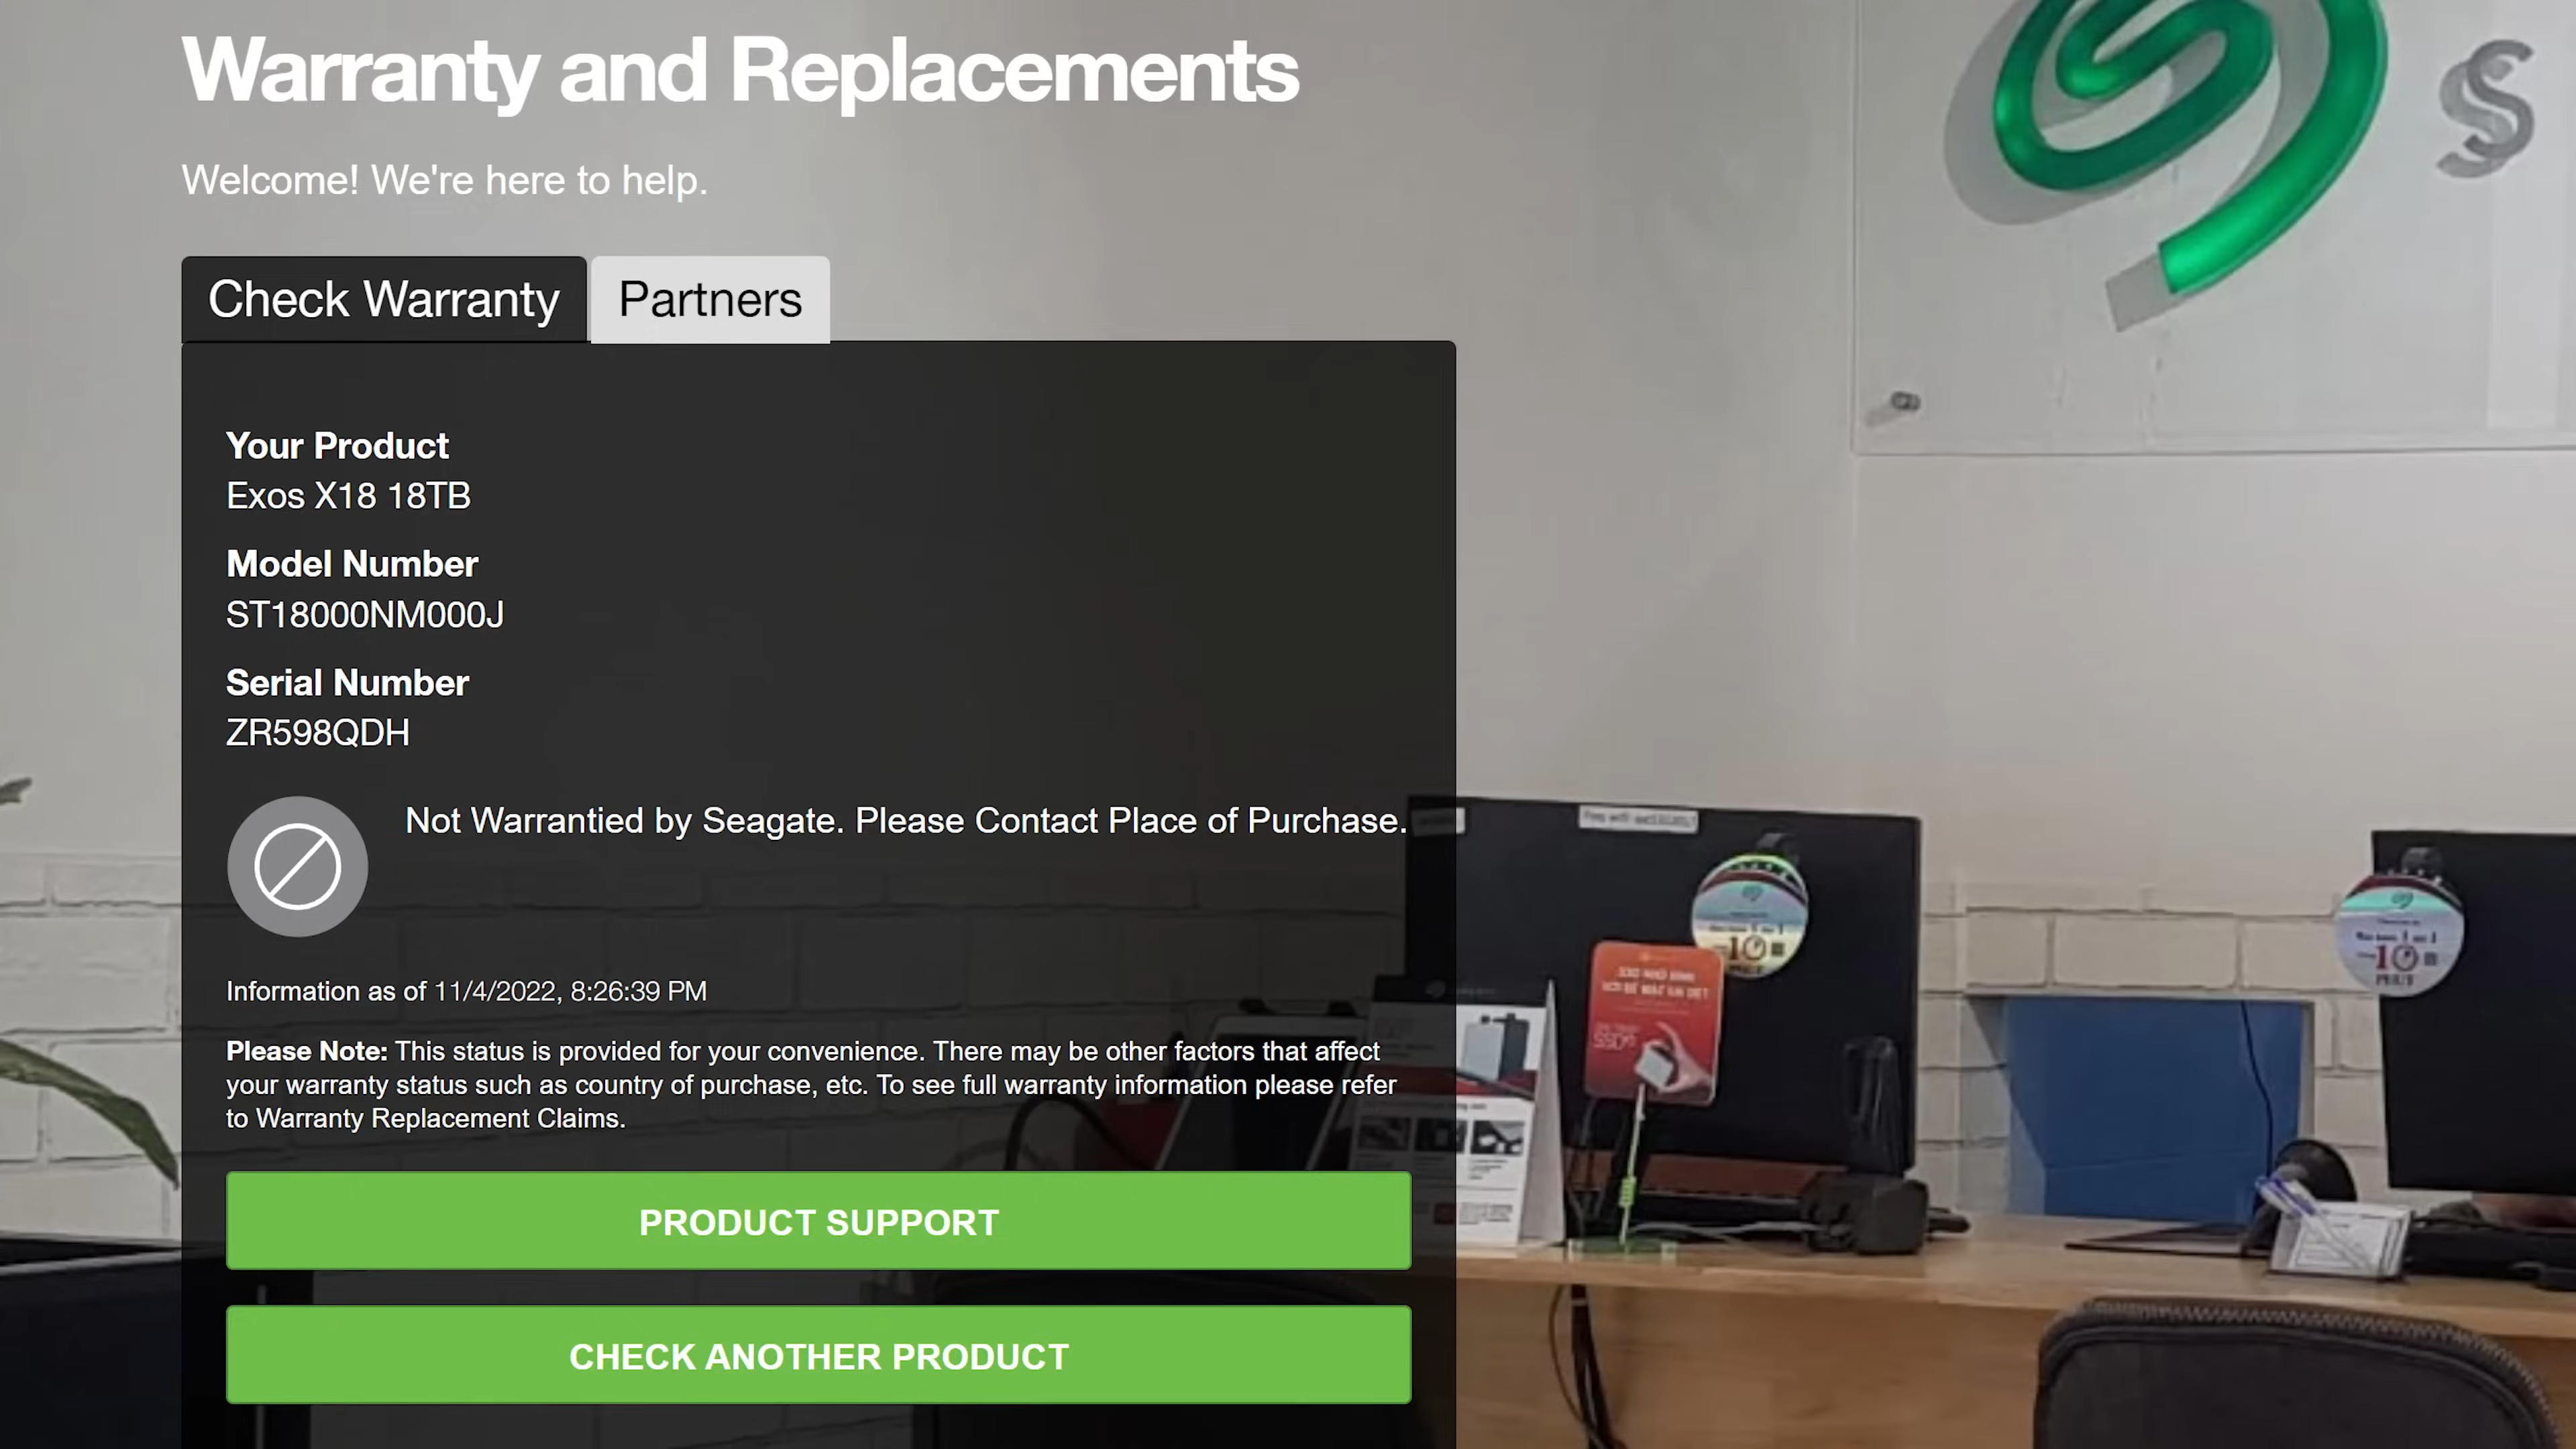 Warranty and Replacements
Welcome! We're here to help.
Check Warranty
Partners
Your Product
Exos X18 18TB
Model Number
ST18000NM000J
Serial Number
ZR598QDH
Not Warrantied by Seagate. Please Contact Place of Purchase.
Information as of 11/4/2022, 8:26:39 PM
Please Note: This status is provided for your convenience. There may be other factors that affect
your warranty status such as country of purchase, etc. To see full warranty information please refer
to Warranty Replacement Claims.
PRODUCT SUPPORT
CHECK ANOTHER PRODUCT
S
10
10
PHÚT